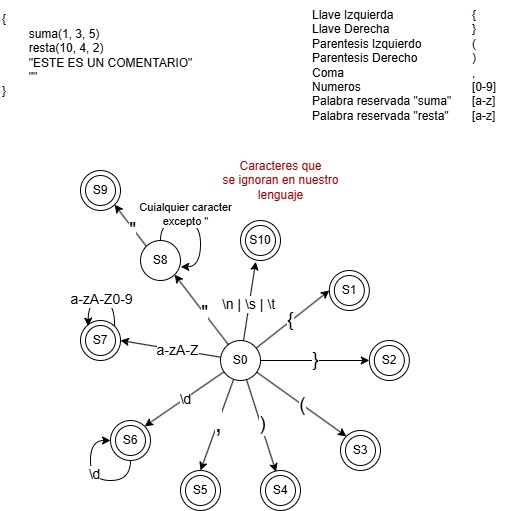 {
suma(1, 3, 5)
resta(10, 4, 2)
"ESTE ES UN COMENTARIO"
""
}
Llave Izquierda {
Llave Derecha }
Parentesis Izquierdo (
Parentesis Derecho )
Coma ,
Numeros [0-9]
Palabra reservada "suma" [a-z]
Palabra reservada "resta" [a-z]
Caracteres que
se ignoran en nuestro
lenguaje
S9
Cuialquier caracter
excepto "
"
S8
S10
"
\n | \s | \t
S1
{
a-zA-Z0-9
S7
a-zA-Z
S0
}
S2
\d
(
S6
,
)
S3
\d
S5
S4